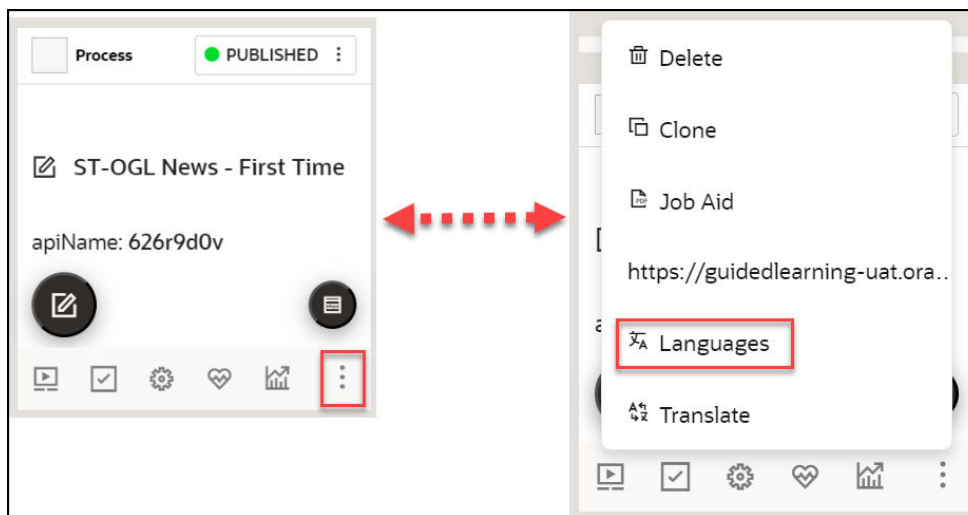 Process
PUBLISHED
ST-OGL News - First Time
apiName: 626r9d0v
Delete
Clone
Job Aid
https://guidedlearning-uat.ora..
Languages
Translate